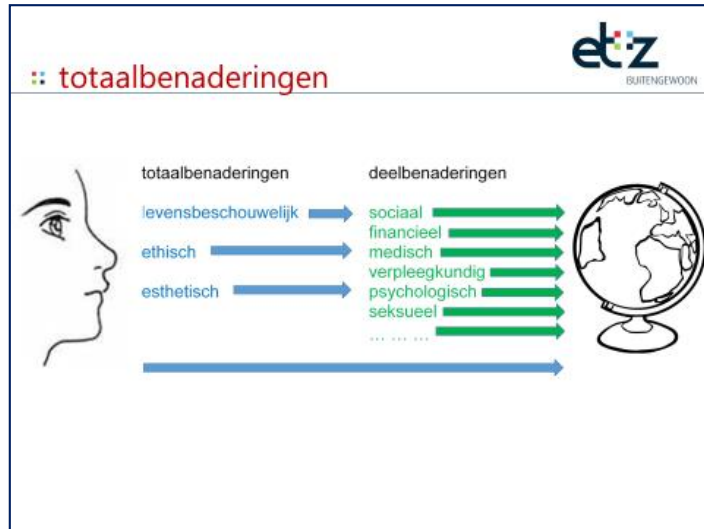 totaalbenaderingen
etz
BUITENGEWOON
totaalbenaderingen
deelbenaderingen
levensbeschouwelijk
ethisch
esthetisch
sociaal
financieel
medisch
verpleegkundig
psychologisch
seksueel
... ... ...